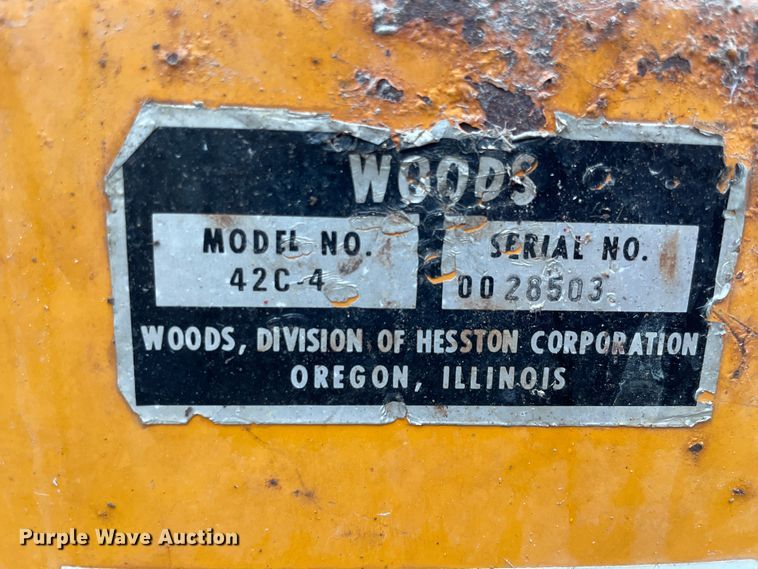 WOODS
MODEL NO.
42C-4
SERIAL NO.
0028503
WOODS, DIVISION OF HESSTON CORPORATION
OREGON, ILLINOIS
Purple Wave Auction